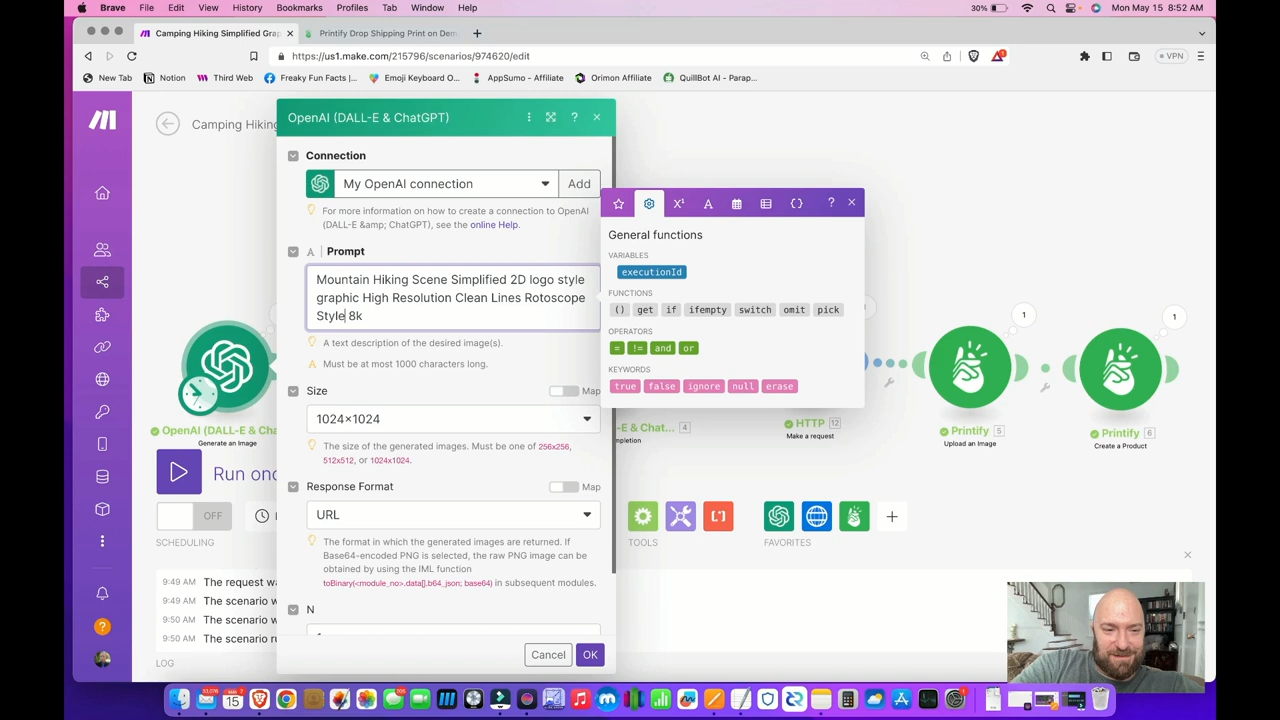 Brave File Edit View History Bookmarks Profiles Tab Window Help 30% Mon May 15 8:52 AM
Camping Hiking Simplified Gra Printify Drop Shipping Print on Dem
https://us1.make.com/215796/scenarios/974620/edit VPN
New Tab Notion Third Web Freaky Fun Facts |... Emoji Keyboard O... AppSumo - Affiliate Orimon Affiliate QuillBot AI - Parap...
Camping Hiking
OpenAI (DALL-E & ChatGPT)
Connection
My OpenAI connection
Add
For more information on how to create a connection to OpenAI
(DALL-E &amp; ChatGPT), see the online Help.
A Prompt
Mountain Hiking Scene Simplified 2D logo style
graphic High Resolution Clean Lines Rotoscope
Style 8k
A text description of the desired image(s).
Must be at most 1000 characters long.
Size
Map
1024×1024
The size of the generated images. Must be one of 256x256,
512x512, or 1024x1024.
Response Format
Map
URL
The format in which the generated images are returned. If
Base64-encoded PNG is selected, the raw PNG image can be
obtained by using the IML function
toBinary(<module_no>.data[].b64_json; base64) in subsequent modules.
N
Cancel
OK
General functions
VARIABLES
executionId
FUNCTIONS
() get if ifempty switch omit pick
OPERATORS
= != and or
KEYWORDS
true false ignore null erase
OpenAI (DALL-E & Cha
Generate an Image
-E & Chat... 4
mpletion
HTTP 12
Make a request
1
Printify 5
Upload an Image
1
Printify 6
Create a Product
Run onc
OFF
SCHEDULING
TOOLS
FAVORITES
9:49 AM The request wa
9:49 AM The scenario w
9:50 AM The scenario w
9:50 AM The scenario ru
LOG